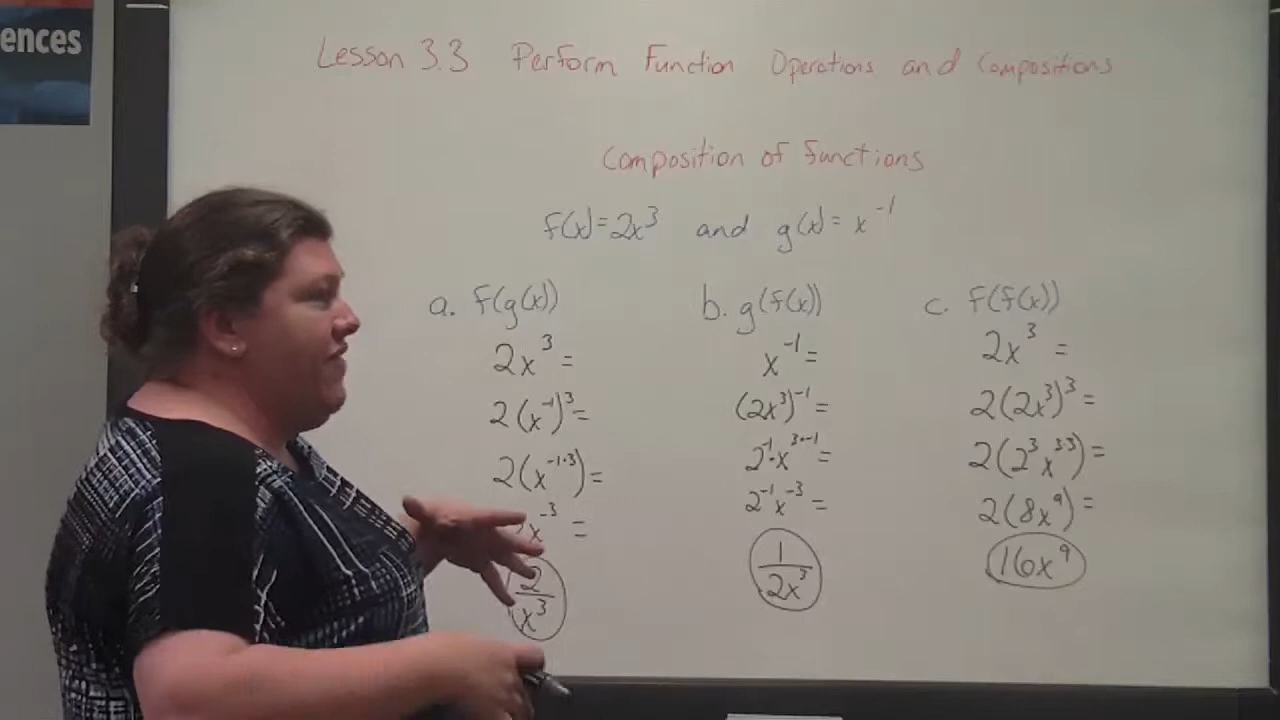 ences
Lesson 3.3 Perform Function Operations and Compositions
Composition of functions
f(x)=2x³ and g(x)=x⁻¹
a. f(g(x))
2x³=
2(x⁻¹)³=
2(x⁻¹·³)=
x⁻³=
2/x³
b. g(f(x))
x⁻¹=
(2x³)⁻¹=
2⁻¹·x³·⁻¹=
2⁻¹x⁻³=
1/2x³
c. f(f(x))
2x³=
2(2x³)³=
2(2³x³·³)=
2(8x⁹)=
16x⁹